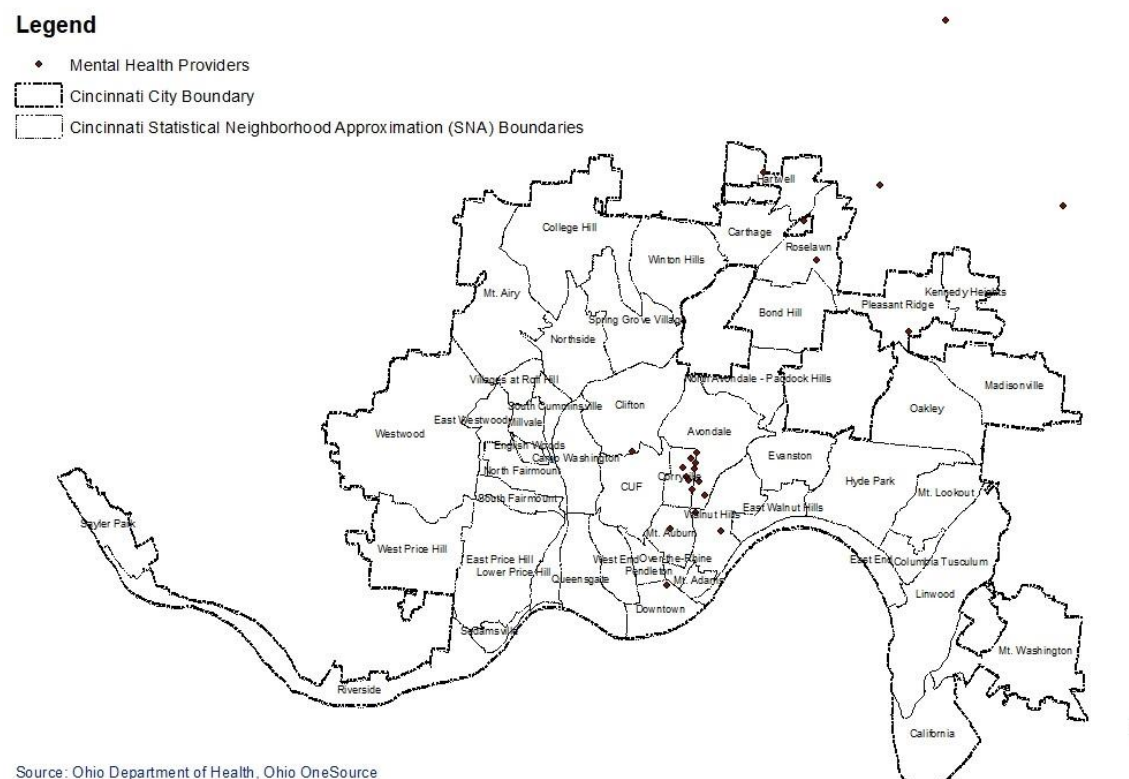 Legend
Mental Health Providers
Cincinnati City Boundary
Cincinnati Statistical Neighborhood Approximation (SNA) Boundaries
Hartwell
College Hill
Carthage
Roselawn
Winton Hills
Mt. Airy
Kennedy Heights
Pleasant Ridge
Bond Hill
Spring Grove Village
Northside
Villages at Roll Hill
North Avondale - Paddock Hills
Madisonville
South Cumminsville
Clifton
Oakley
East Westwood
Millvale
Westwood
Avondale
English Woods
Camp Washington
Evanston
North Fairmount
Corryville
Hyde Park
CUF
Mt. Lookout
South Fairmount
East Walnut Hills
Walnut Hills
Sayler Park
Mt. Auburn
West Price Hill
East Price Hill
West End
Over-the-Rhine
East End
Columbia Tusculum
Lower Price Hill
Pendleton
Queensgate
Mt. Adams
Linwood
Downtown
Sedamsville
Mt. Washington
Riverside
California
Source: Ohio Department of Health, Ohio OneSource